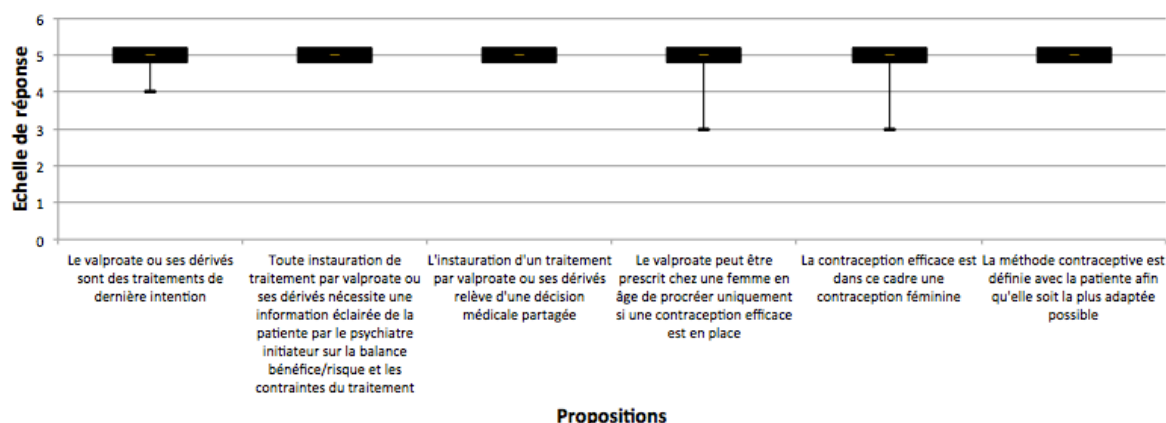 6
5
4
3
2
1
0
Echelle de réponse
Le valproate ou ses dérivés
sont des traitements de
dernière intention
Toute instauration de
traitement par valproate ou
ses dérivés nécessite une
information éclairée de la
patiente par le psychiatre
initiateur sur la balance
bénéfice/risque et les
contraintes du traitement
L'instauration d'un traitement
par valproate ou ses dérivés
relève d'une décision
médicale partagée
Le valproate peut être
prescrit chez une femme en
âge de procréer uniquement
si une contraception efficace
est en place
La contraception efficace est
dans ce cadre une
contraception féminine
La méthode contraceptive est
définie avec la patiente afin
qu'elle soit la plus adaptée
possible
Propositions